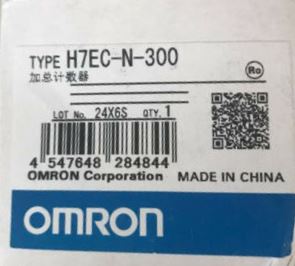 TYPE H7EC-N-300
加总计数器
Ro
LOT No. 24X6S QTY. 1
4 547648 284844
OMRON Corporation MADE IN CHINA
OMRON